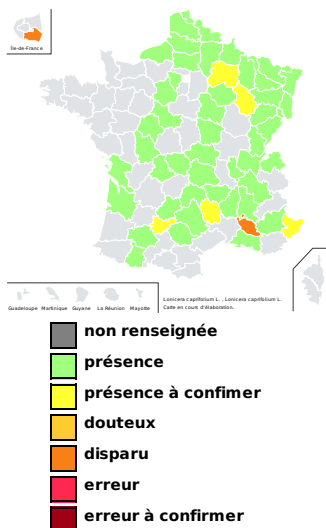 Île-de-France
Guadeloupe Martinique Guyane La Réunion Mayotte
Lonicera caprifolium L. , Lonicera caprifolium L.
Carte en cours d'élaboration.
non renseignée
présence
présence à confimer
douteux
disparu
erreur
erreur à confirmer